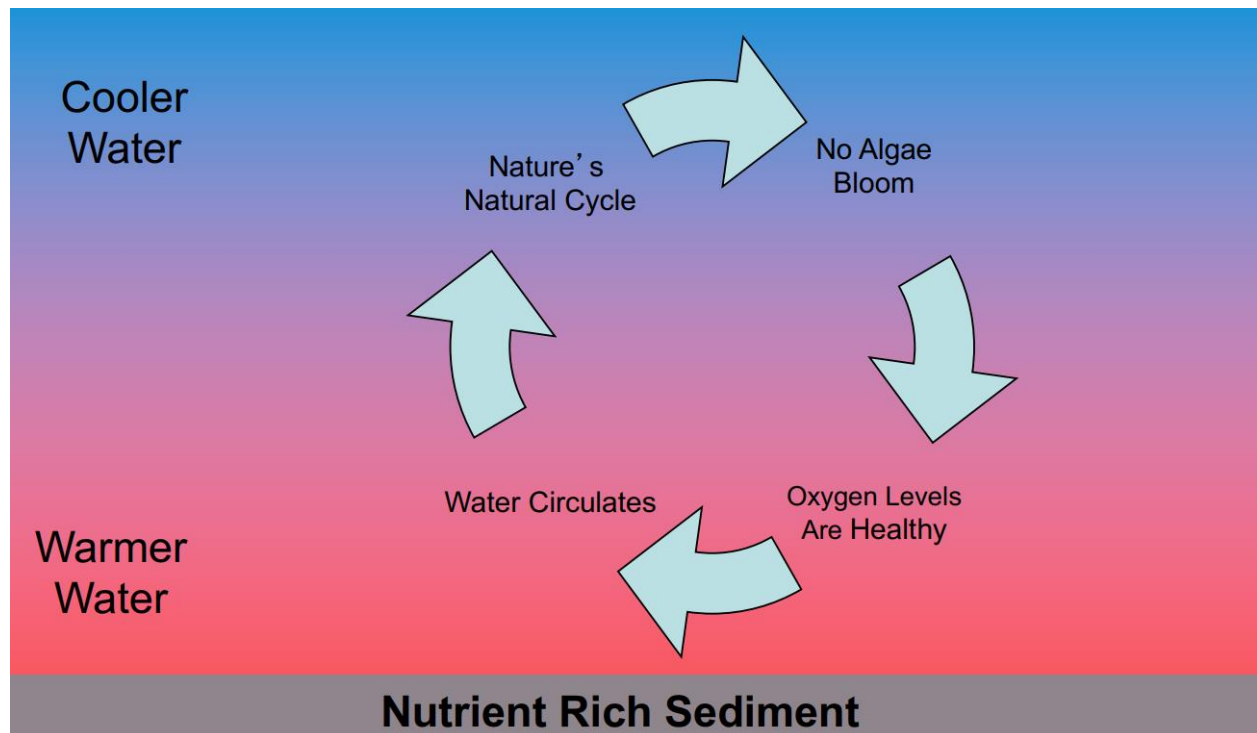 Cooler
Water
Nature’s
Natural Cycle
No Algae
Bloom
Water Circulates
Oxygen Levels
Are Healthy
Warmer
Water
Nutrient Rich Sediment